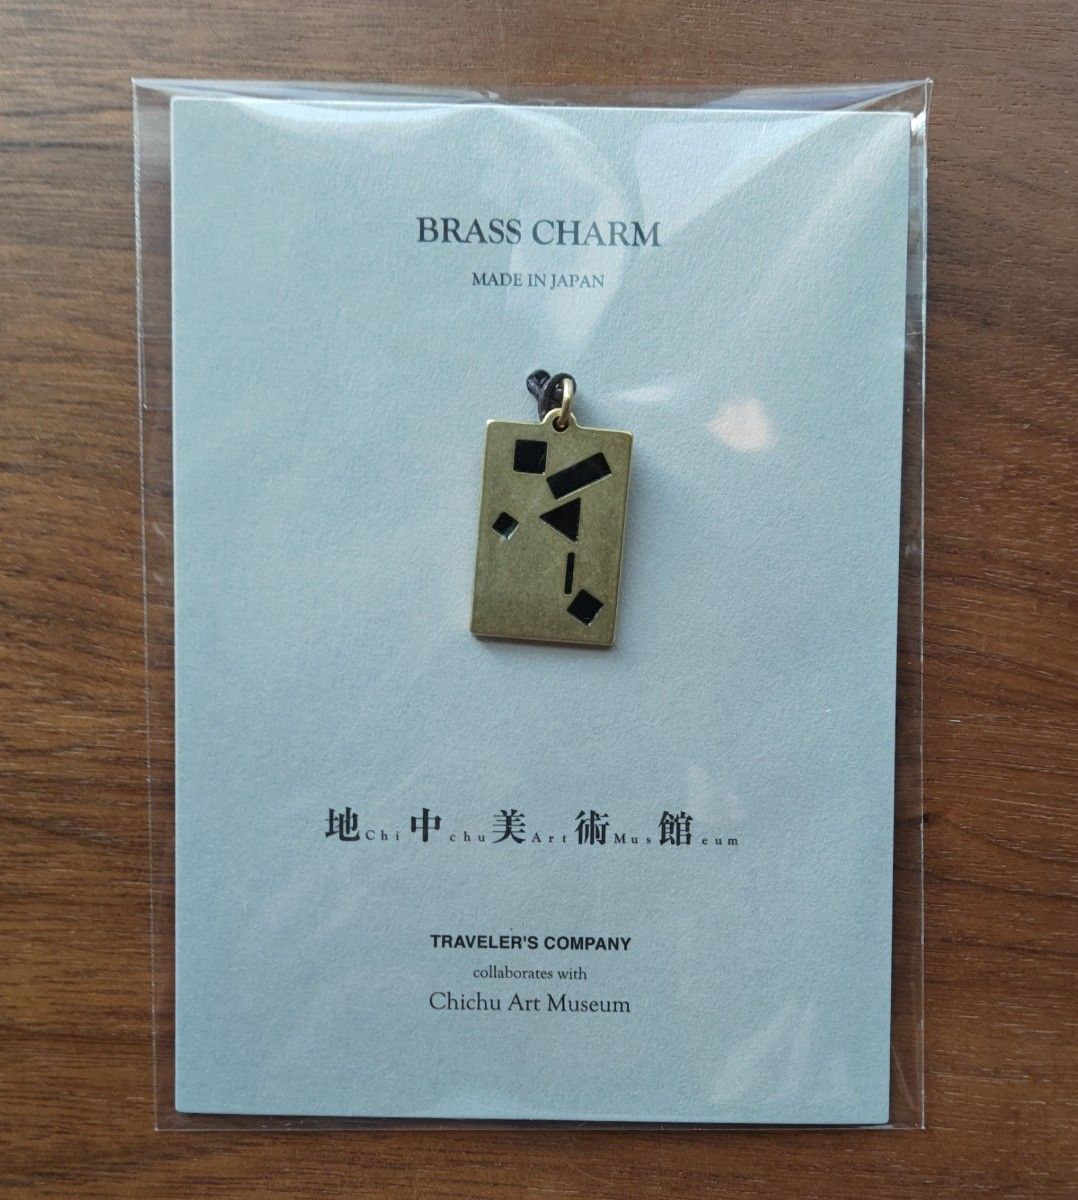 BRASS CHARM
MADE IN JAPAN
地Chi中chu美Art術Mus館eum
TRAVELER'S COMPANY
collaborates with
Chichu Art Museum